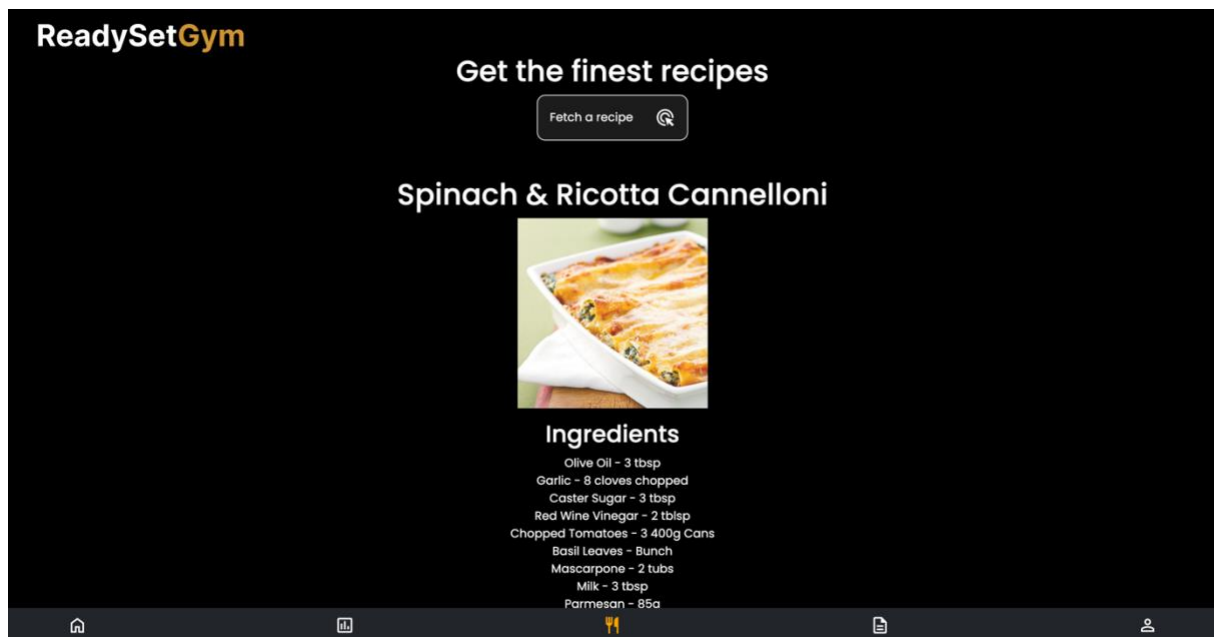 ReadySetGym
Get the finest recipes
Fetch a recipe
Spinach & Ricotta Cannelloni
Ingredients
Olive Oil - 3 tbsp
Garlic - 8 cloves chopped
Caster Sugar - 3 tbsp
Red Wine Vinegar - 2 tblsp
Chopped Tomatoes - 3 400g Cans
Basil Leaves - Bunch
Mascarpone - 2 tubs
Milk - 3 tbsp
Parmesan - 85g